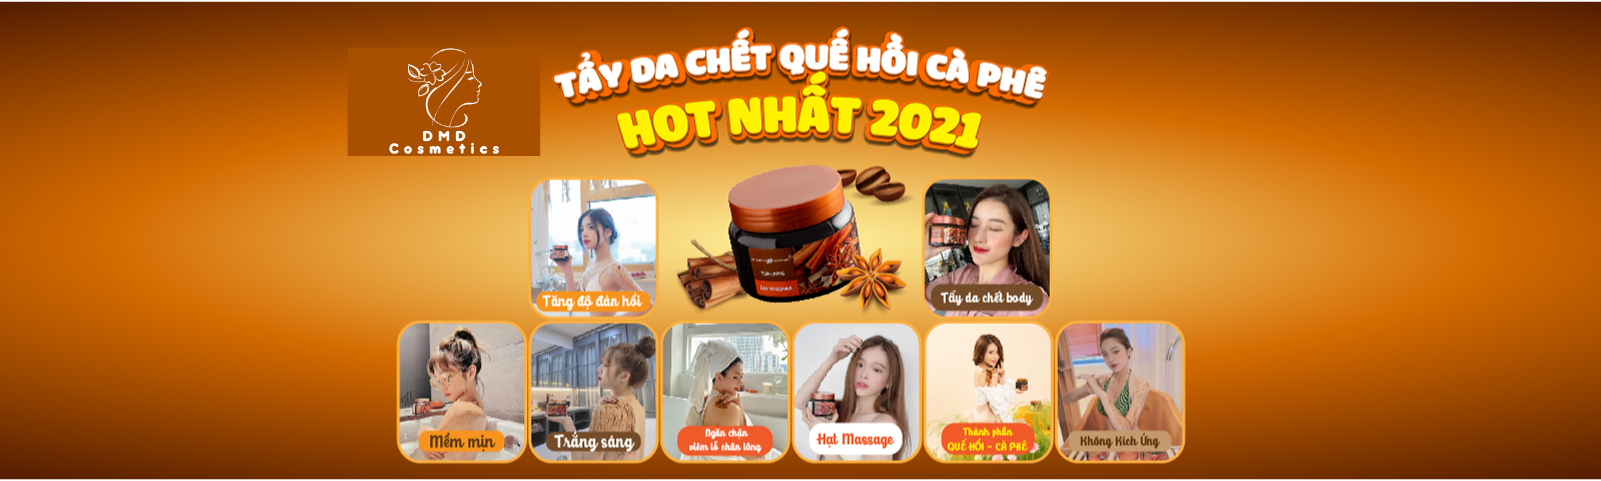 TẨY DA CHẾT QUẾ HỒI CÀ PHÊ
HOT NHẤT 2021
DMD
Cosmetics
Tăng độ đàn hồi
Tẩy da chết body
Mềm mịn
Trắng sáng
Ngăn chặn
viêm lỗ chân lông
Hạt Massage
Thành phần
QUẾ HỒI - CÀ PHÊ
Không Kích Ứng